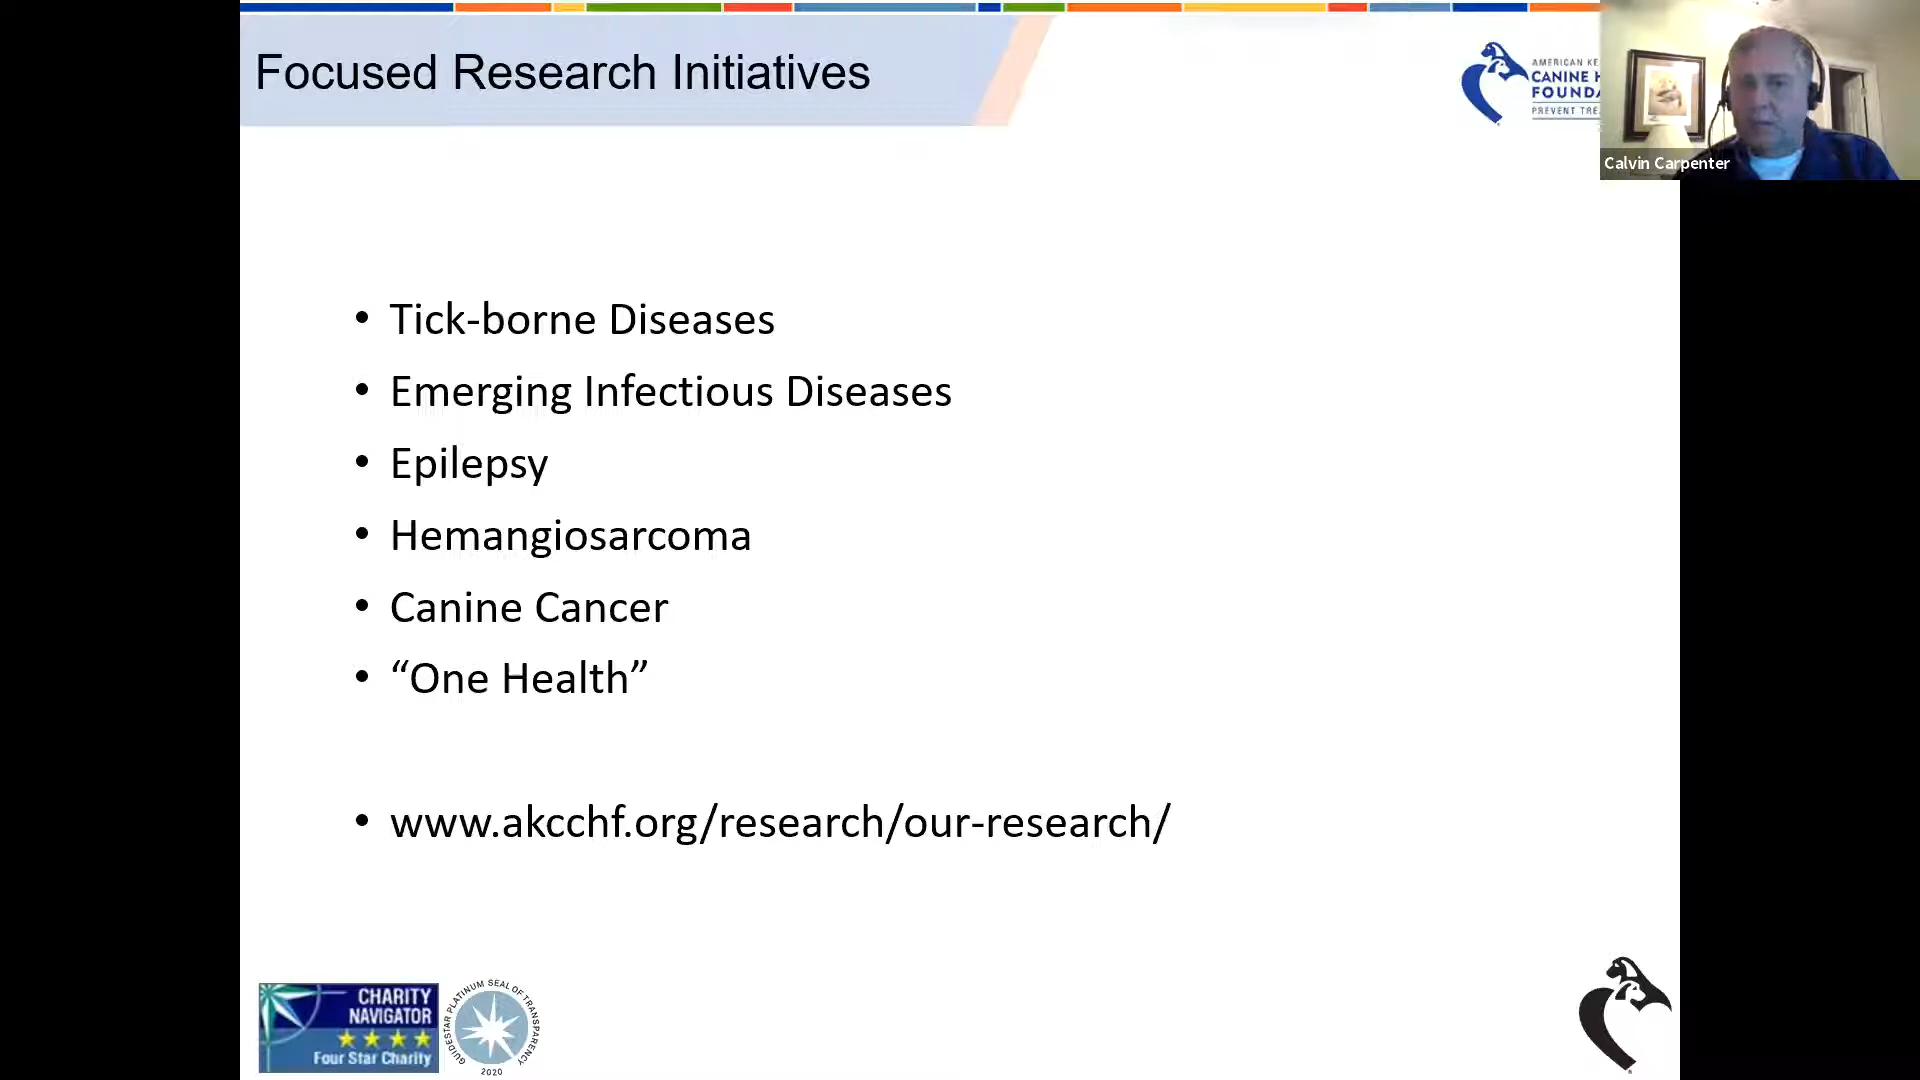 Focused Research Initiatives
AMERICAN KE
CANINE H
FOUNDA
PREVENT TRE
Calvin Carpenter
• Tick-borne Diseases
• Emerging Infectious Diseases
• Epilepsy
• Hemangiosarcoma
• Canine Cancer
• “One Health”
• www.akcchf.org/research/our-research/
CHARITY
NAVIGATOR
Four Star Charity
GUIDESTAR PLATINUM SEAL OF TRANSPARENCY
2020